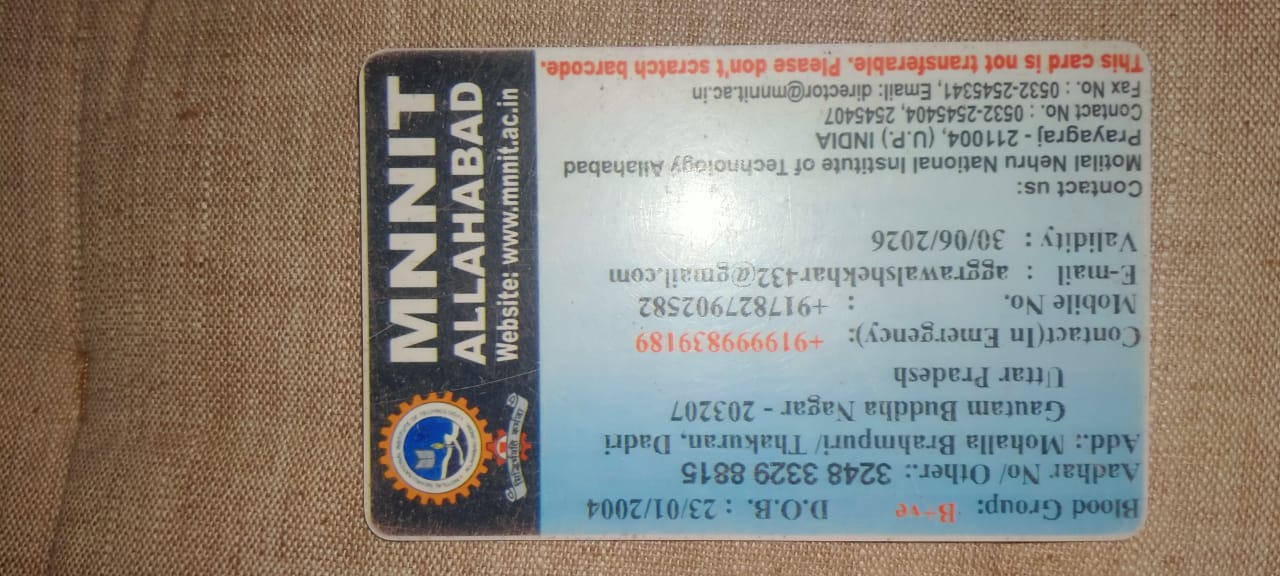 Blood Group: B+ve D.O.B. : 23/01/2004
Aadhar No/ Other.: 3248 3329 8815
Add.: Mohalla Brahmpuri/ Thakuran, Dadri
Gautam Buddha Nagar - 203207
Uttar Pradesh
Contact(In Emergency): +919999839189
Mobile No. : +917827902582
E-mail : aggrawalshekhar432@gmail.com
Validity : 30/06/2026
Contact us:
Motilal Nehru National Institute of Technology Allahabad
Prayagraj - 211004, (U.P.) INDIA
Contact No. : 0532-2545404, 2545407
Fax No. : 0532-2545341, Email: director@mnnit.ac.in
This card is not transferable. Please don't scratch barcode.
MNNIT
ALLAHABAD
Website: www.mnnit.ac.in